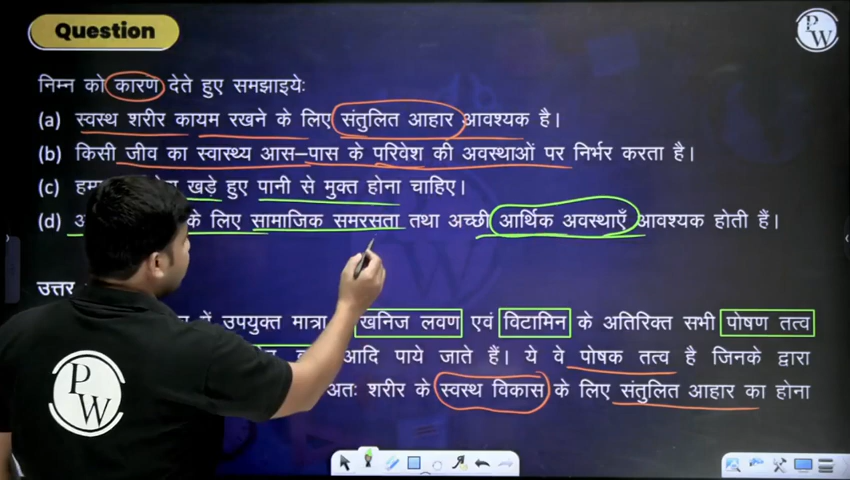 Question
PW
निम्न को कारण देते हुए समझाइयेः
(a) स्वस्थ शरीर कायम रखने के लिए संतुलित आहार आवश्यक है।
(b) किसी जीव का स्वास्थ्य आस–पास के परिवेश की अवस्थाओं पर निर्भर करता है।
(c) खड़े हुए पानी से मुक्त होना चाहिए।
(d) के लिए सामाजिक समरसता तथा अच्छी आर्थिक अवस्थाएँ आवश्यक होती हैं।
उत्तर
में उपयुक्त मात्रा खनिज लवण एवं विटामिन के अतिरिक्त सभी पोषण तत्व
आदि पाये जाते हैं। ये वे पोषक तत्व है जिनके द्वारा
अतः शरीर के स्वस्थ विकास के लिए संतुलित आहार का होना
PW